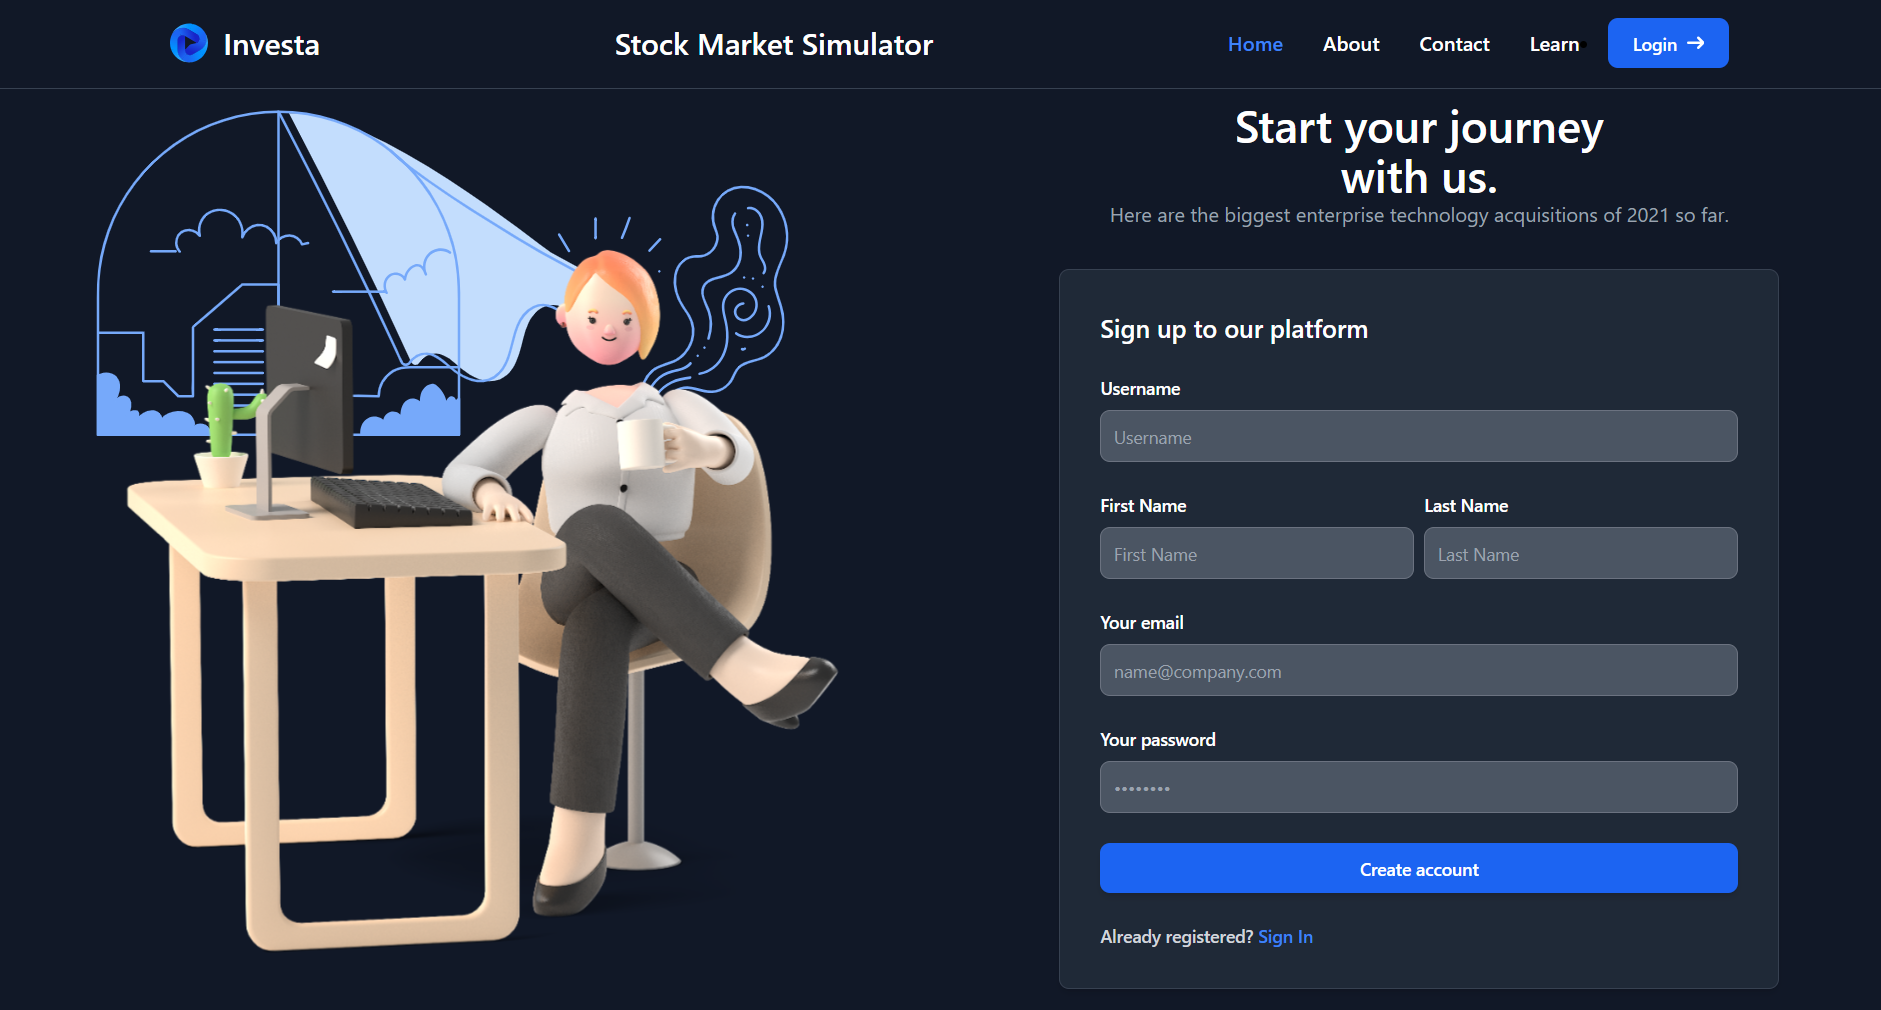 Investa
Stock Market Simulator
Home
About
Contact
Learn
Login →
Start your journey
with us.
Here are the biggest enterprise technology acquisitions of 2021 so far.
Sign up to our platform
Username
Username
First Name
Last Name
First Name
Last Name
Your email
name@company.com
Your password
••••••••
Create account
Already registered? Sign In